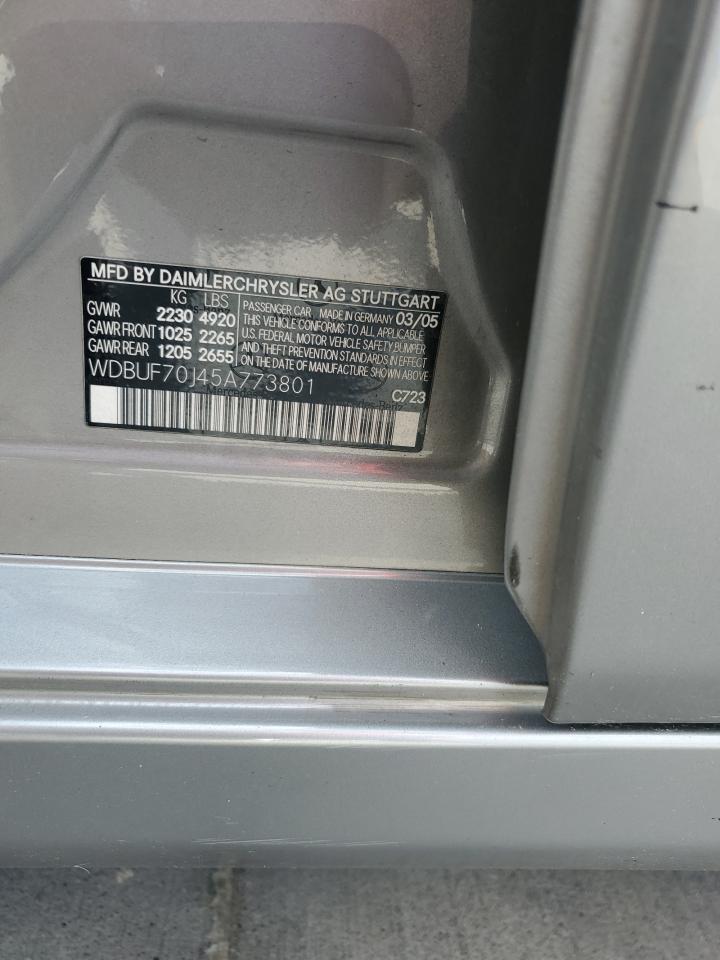 MFD BY DAIMLERCHRYSLER AG STUTTGART
KG LBS
GVWR 2230 4920
GAWR FRONT 1025 2265
GAWR REAR 1205 2655
PASSENGER CAR MADE IN GERMANY 03/05
THIS VEHICLE CONFORMS TO ALL APPLICABLE
U.S. FEDERAL MOTOR VEHICLE SAFETY BUMPER
AND THEFT PREVENTION STANDARDS IN EFFECT
ON THE DATE OF MANUFACTURE SHOWN ABOVE.
WDBUF70J45A773801
C723